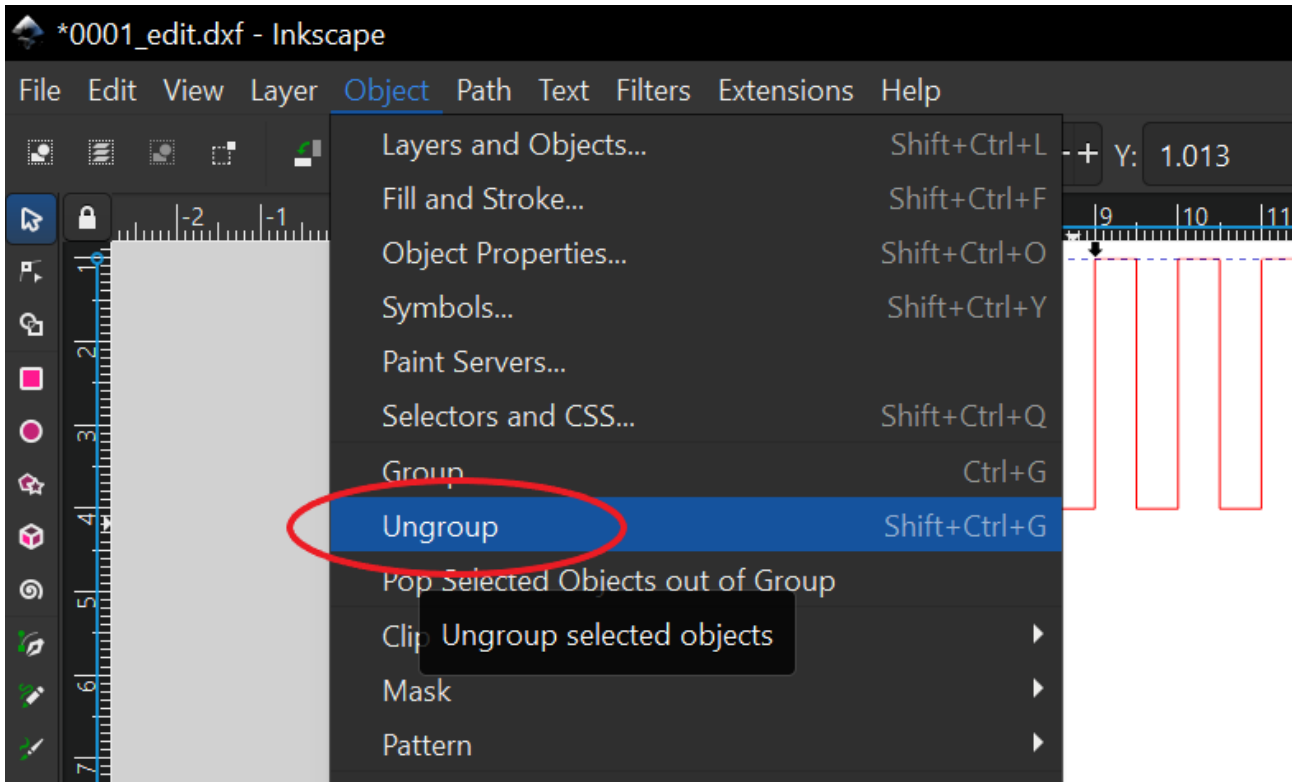 *0001_edit.dxf - Inkscape
File Edit View Layer Object Path Text Filters Extensions Help
Layers and Objects... Shift+Ctrl+L
Y: 1.013
Fill and Stroke... Shift+Ctrl+F
-2 -1 9 10 11
Object Properties... Shift+Ctrl+O
1
Symbols... Shift+Ctrl+Y
2
Paint Servers...
Selectors and CSS... Shift+Ctrl+Q
3
Group Ctrl+G
4
Ungroup Shift+Ctrl+G
Pop Selected Objects out of Group
5
Clip
Ungroup selected objects
6
Mask
Pattern
7